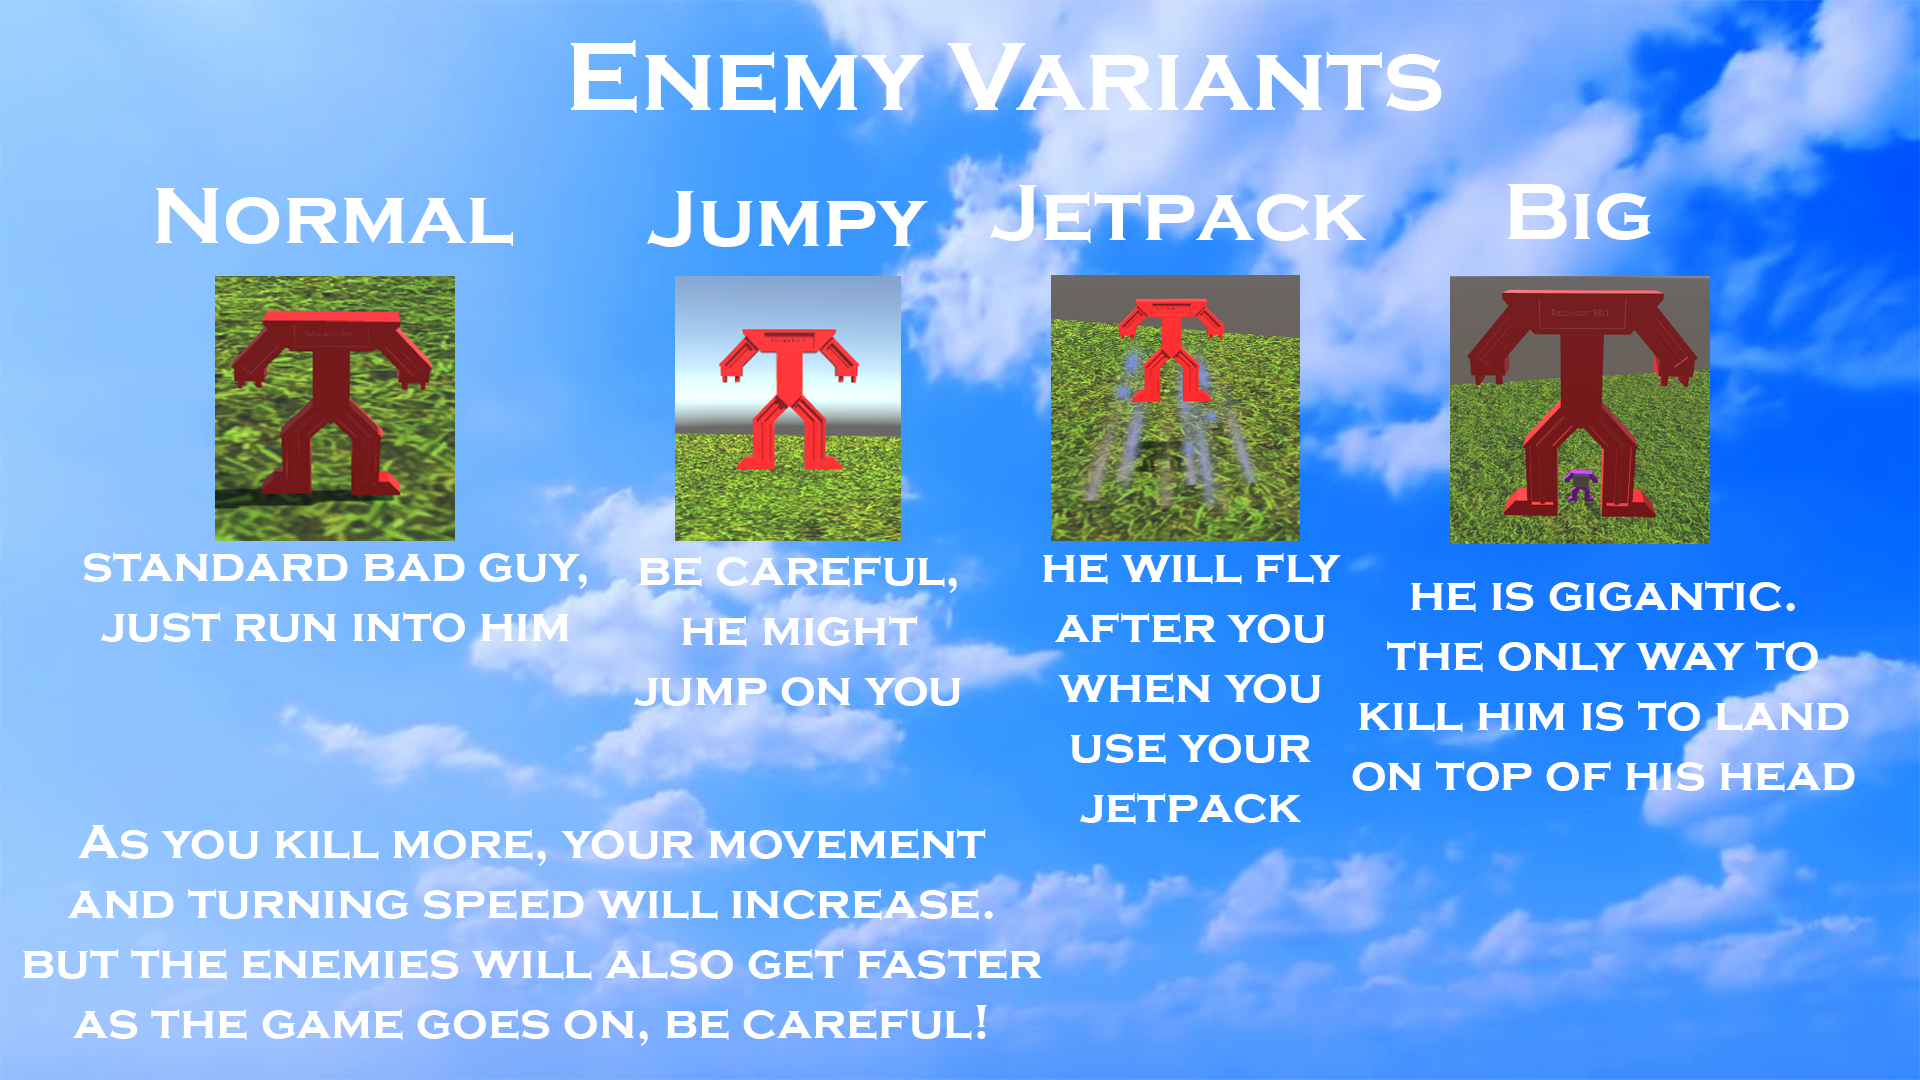 Enemy Variants
Normal
Jumpy
Jetpack
Big
standard bad guy,
just run into him
be careful,
he might
jump on you
he will fly
after you
when you
use your
jetpack
he is gigantic.
the only way to
kill him is to land
on top of his head
As you kill more, your movement
and turning speed will increase.
but the enemies will also get faster
as the game goes on, be careful!